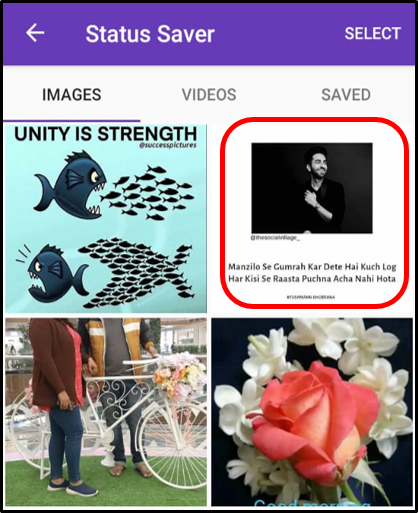 Status Saver
SELECT
IMAGES
VIDEOS
SAVED
UNITY IS STRENGTH
@successpictures
@thesocialvillage_
Manzilo Se Gumrah Kar Dete Hai Kuch Log
Har Kisi Se Raasta Puchna Acha Nahi Hota
AYUSHMANN KHURRANA
Good morning